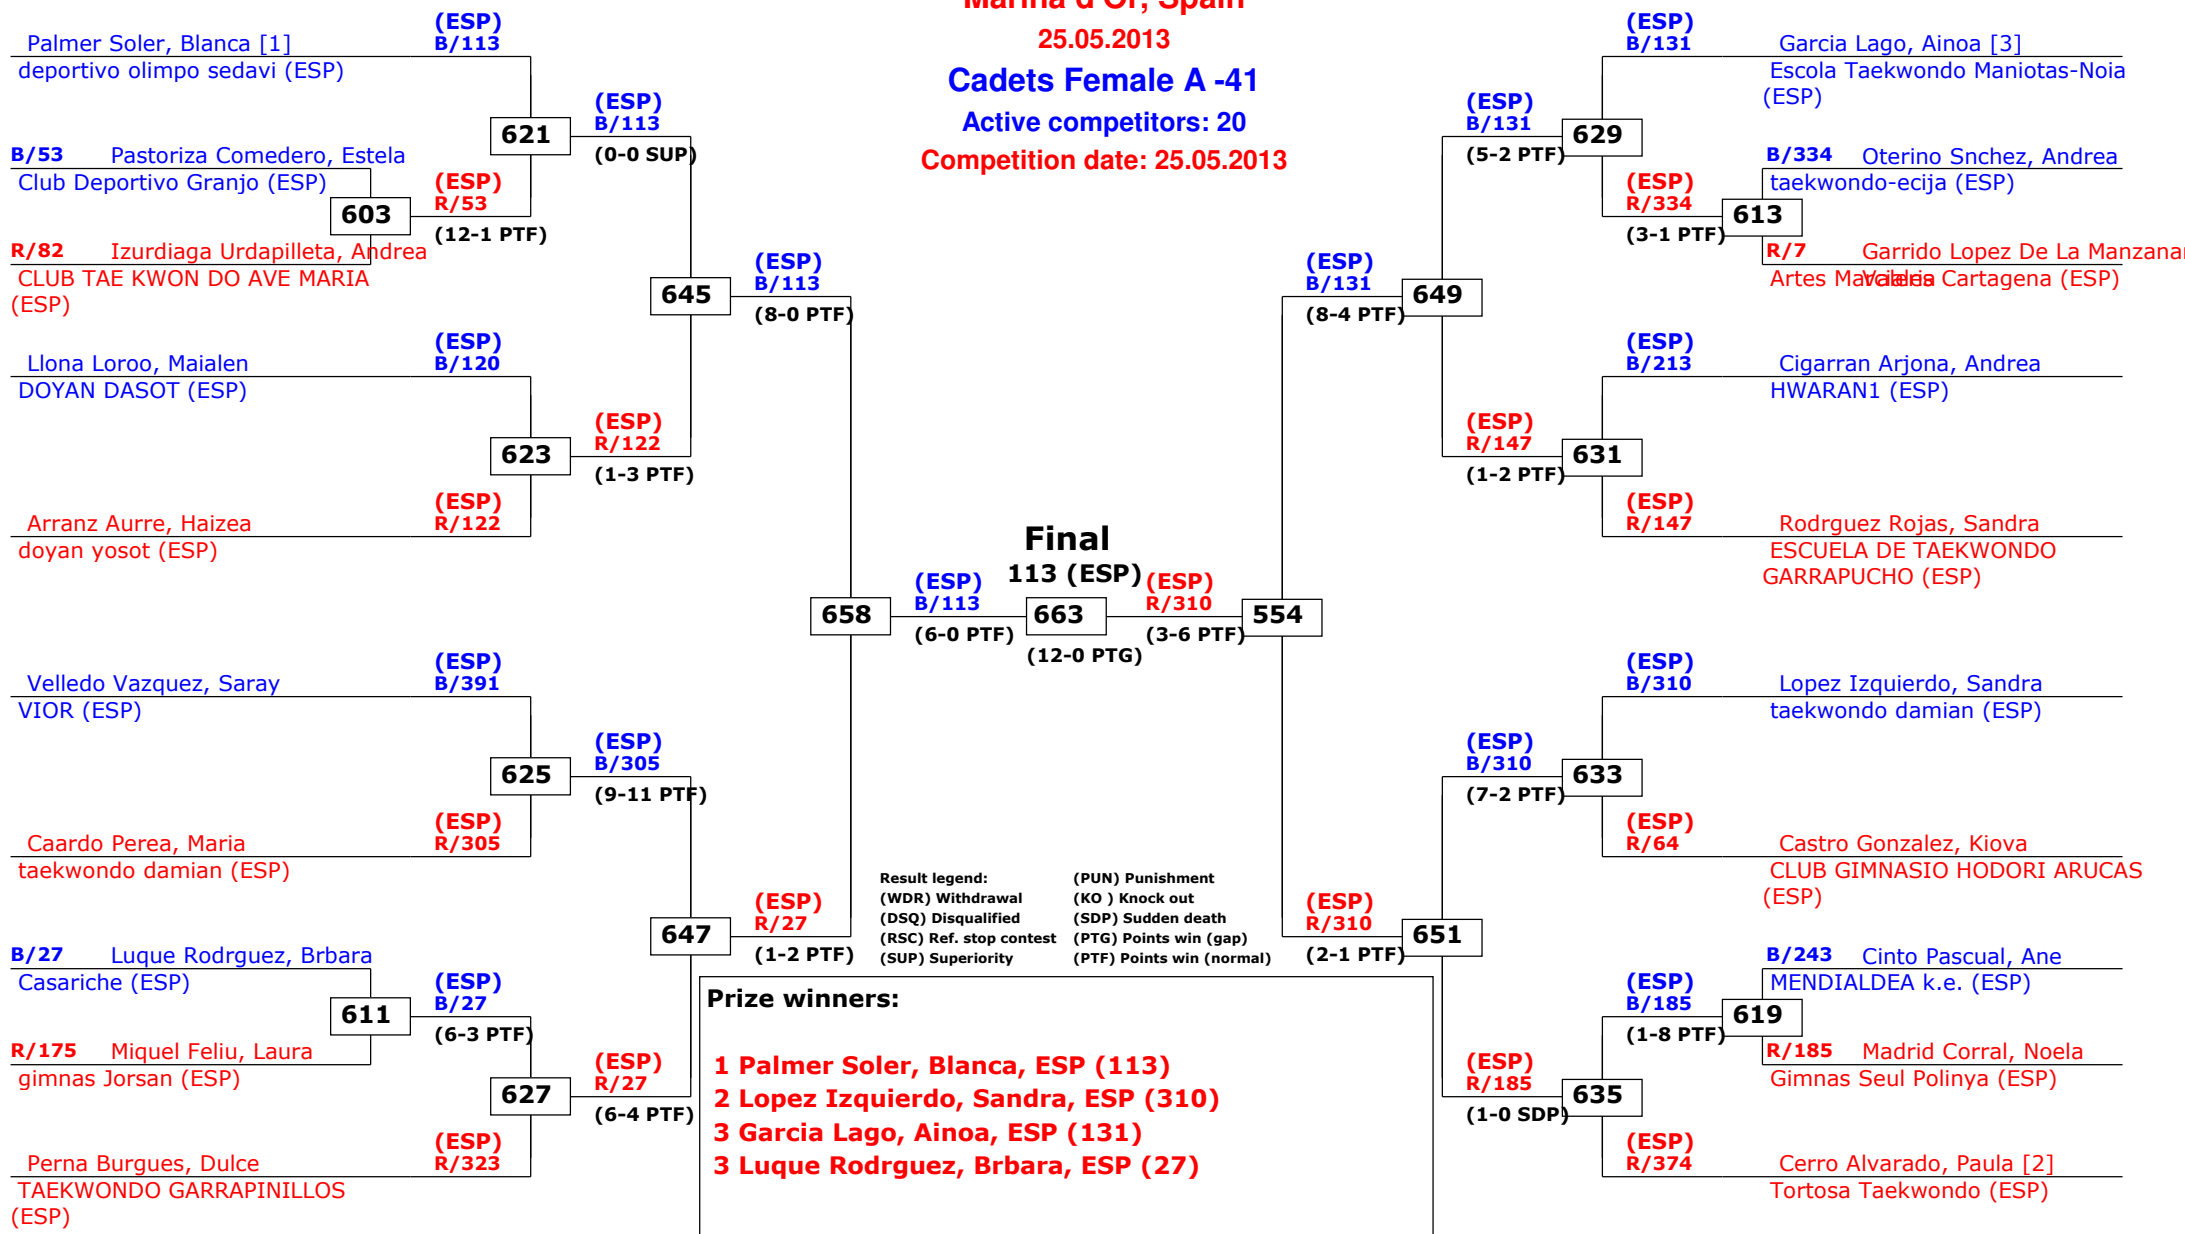 Marina d'Or, Spain
25.05.2013
Cadets Female A -41
Active competitors: 20
Competition date: 25.05.2013
Palmer Soler, Blanca [1]
(ESP)
B/113
deportivo olimpo sedavi (ESP)
621
(ESP)
B/113
(0-0 SUP)
B/53 Pastoriza Comedero, Estela
Club Deportivo Granjo (ESP)
603
(ESP)
R/53
(12-1 PTF)
R/82 Izurdiaga Urdapilleta, Andrea
CLUB TAE KWON DO AVE MARIA
(ESP)
645
(ESP)
B/113
(8-0 PTF)
Llona Loroo, Maialen
(ESP)
B/120
DOYAN DASOT (ESP)
623
(ESP)
R/122
(1-3 PTF)
Arranz Aurre, Haizea
(ESP)
R/122
doyan yosot (ESP)
658
(ESP)
B/113
(6-0 PTF)
Velledo Vazquez, Saray
(ESP)
B/391
VIOR (ESP)
625
(ESP)
B/305
(9-11 PTF)
Caardo Perea, Maria
(ESP)
R/305
taekwondo damian (ESP)
647
(ESP)
R/27
(1-2 PTF)
B/27 Luque Rodrguez, Brbara
Casariche (ESP)
611
(ESP)
B/27
(6-3 PTF)
R/175 Miquel Feliu, Laura
gimnas Jorsan (ESP)
627
(ESP)
R/27
(6-4 PTF)
Perna Burgues, Dulce
(ESP)
R/323
TAEKWONDO GARRAPINILLOS
(ESP)
Final
113 (ESP)
663
(12-0 PTG)
(ESP)
R/310
(3-6 PTF)
554
(ESP)
B/131
Garcia Lago, Ainoa [3]
Escola Taekwondo Maniotas-Noia
(ESP)
(ESP)
B/131
(5-2 PTF)
629
B/334 Oterino Snchez, Andrea
taekwondo-ecija (ESP)
(ESP)
R/334
(3-1 PTF)
613
R/7 Garrido Lopez De La Manzanar
Valeria
Artes Marciales Cartagena (ESP)
(ESP)
B/131
(8-4 PTF)
649
(ESP)
B/213
Cigarran Arjona, Andrea
HWARAN1 (ESP)
(ESP)
R/147
(1-2 PTF)
631
(ESP)
R/147
Rodrguez Rojas, Sandra
ESCUELA DE TAEKWONDO
GARRAPUCHO (ESP)
(ESP)
B/310
Lopez Izquierdo, Sandra
taekwondo damian (ESP)
(ESP)
B/310
(7-2 PTF)
633
(ESP)
R/64
Castro Gonzalez, Kiova
CLUB GIMNASIO HODORI ARUCAS
(ESP)
(ESP)
R/310
(2-1 PTF)
651
B/243 Cinto Pascual, Ane
MENDIALDEA k.e. (ESP)
(ESP)
B/185
(1-8 PTF)
619
R/185 Madrid Corral, Noela
Gimnas Seul Polinya (ESP)
(ESP)
R/185
(1-0 SDP)
635
(ESP)
R/374
Cerro Alvarado, Paula [2]
Tortosa Taekwondo (ESP)
Result legend: (PUN) Punishment
(WDR) Withdrawal (KO ) Knock out
(DSQ) Disqualified (SDP) Sudden death
(RSC) Ref. stop contest (PTG) Points win (gap)
(SUP) Superiority (PTF) Points win (normal)
Prize winners:
1 Palmer Soler, Blanca, ESP (113)
2 Lopez Izquierdo, Sandra, ESP (310)
3 Garcia Lago, Ainoa, ESP (131)
3 Luque Rodrguez, Brbara, ESP (27)